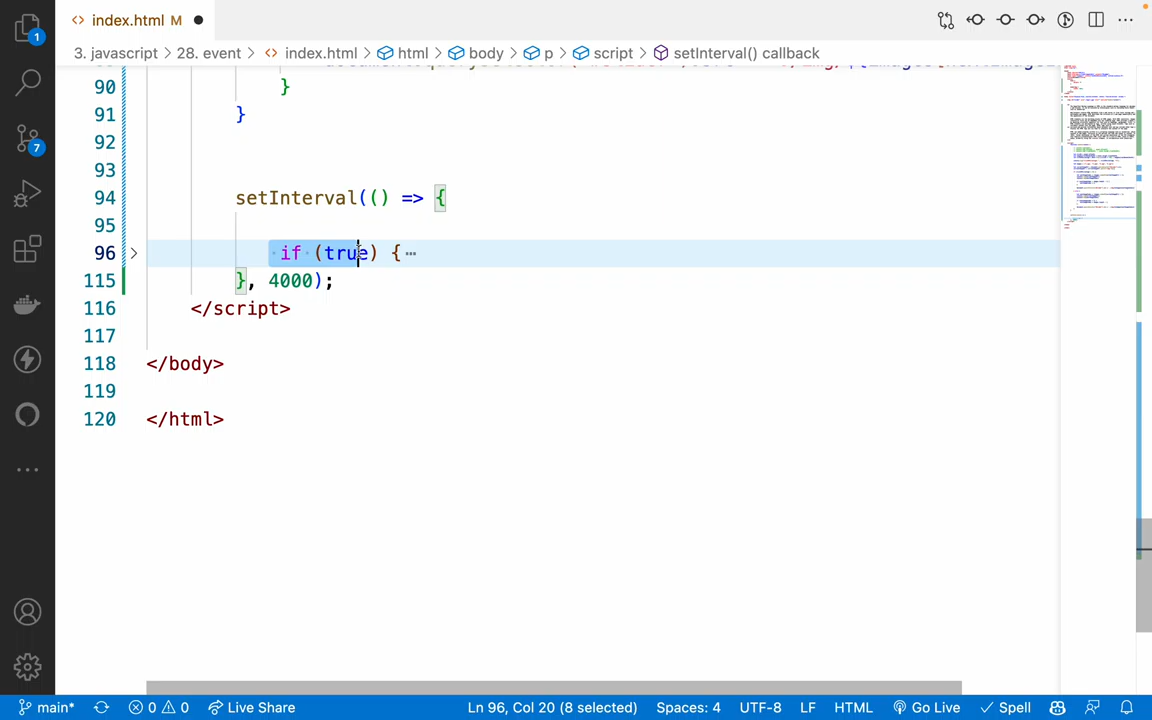 index.html M
3. javascript > 28. event > index.html > html > body > p > script > setInterval() callback
90 }
91 }
92
93
94 setInterval(() => {
95
96 if (true) {
115 }, 4000);
116 </script>
117
118 </body>
119
120 </html>
1
7
main* 0 0 Live Share Ln 96, Col 20 (8 selected) Spaces: 4 UTF-8 LF HTML Go Live Spell